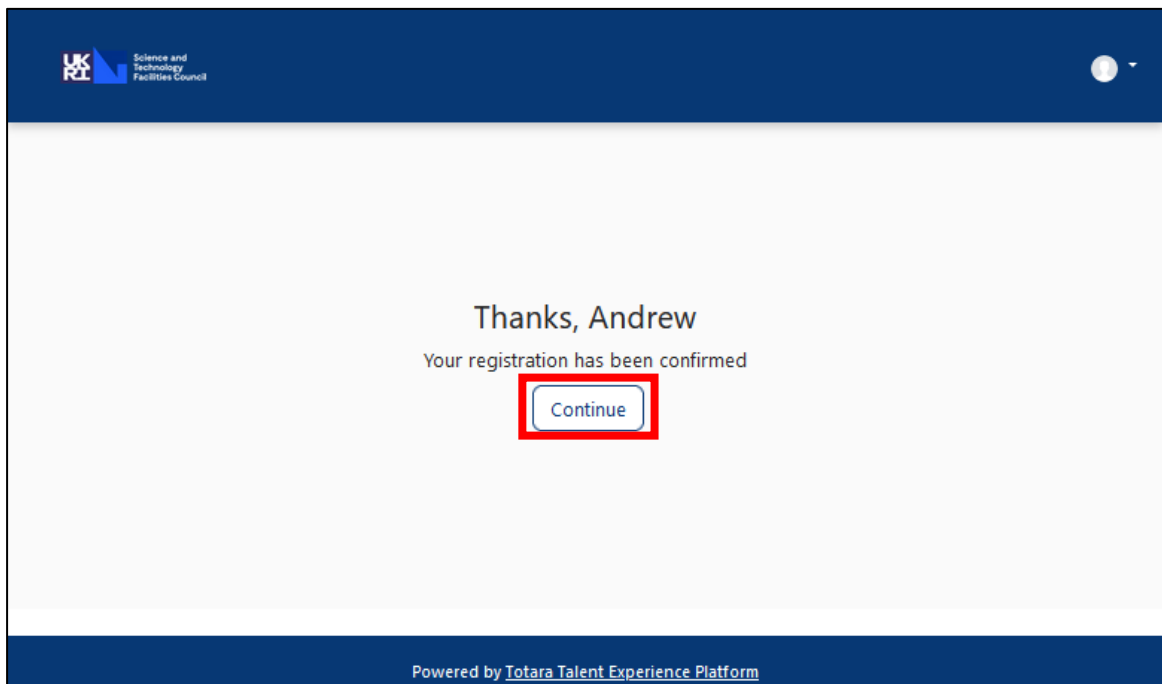 UK
RI
Science and
Technology
Facilities Council
Thanks, Andrew
Your registration has been confirmed
Continue
Powered by Totara Talent Experience Platform